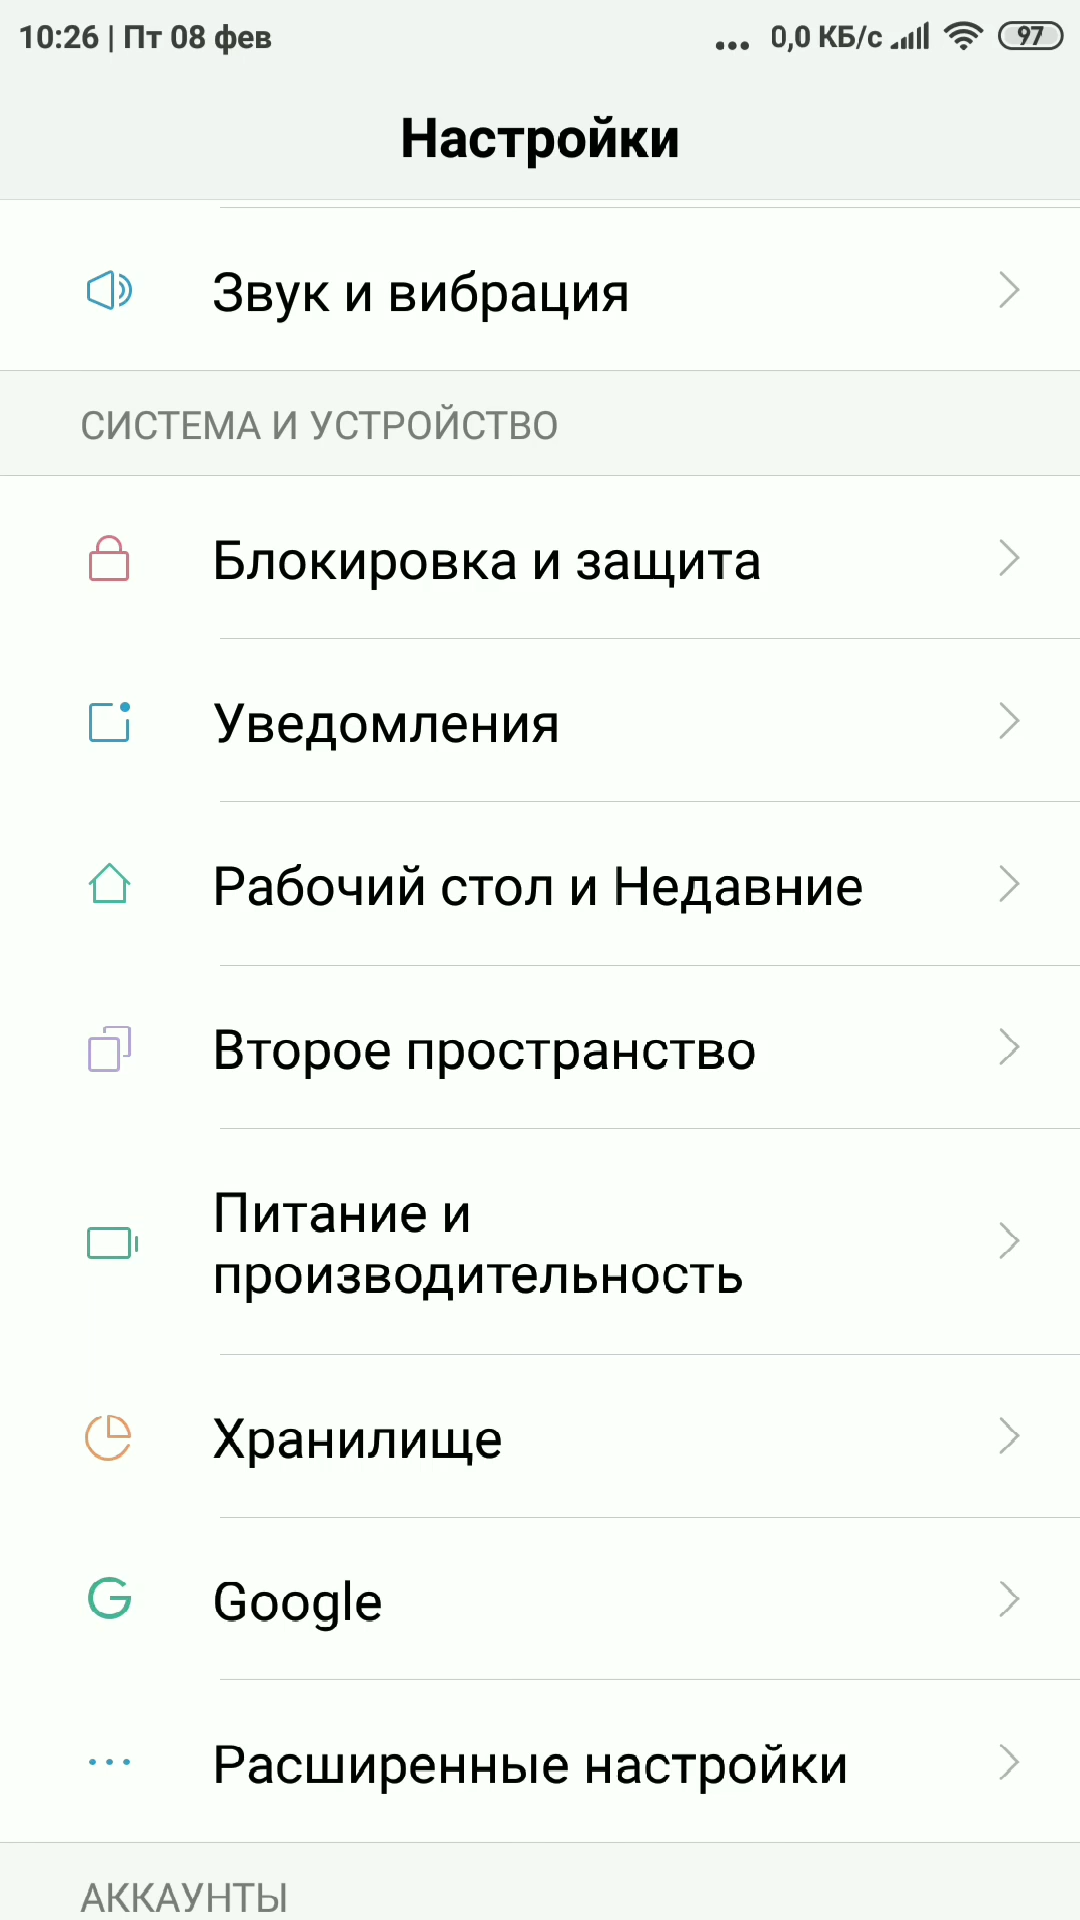 10:26 | Пт 08 фев ... 0,0 КБ/с 97
Настройки
Звук и вибрация
СИСТЕМА И УСТРОЙСТВО
Блокировка и защита
Уведомления
Рабочий стол и Недавние
Второе пространство
Питание и
производительность
Хранилище
Google
Расширенные настройки
АККАУНТЫ